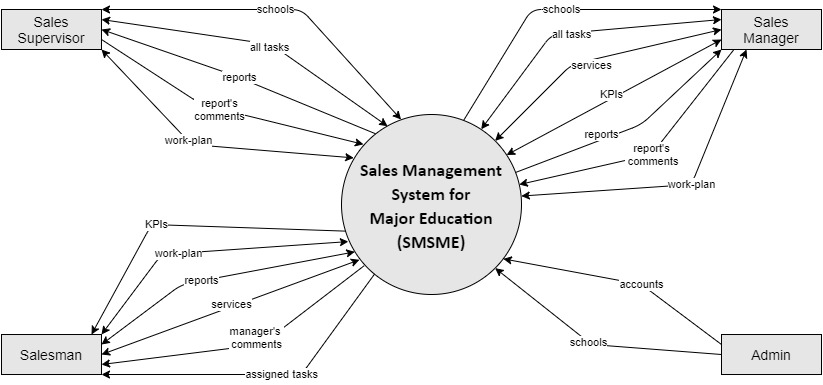 schools
Sales
Supervisor
all tasks
reports
report's
comments
work-plan
schools
Sales
Manager
all tasks
services
KPIs
reports
report's
comments
work-plan
Sales Management
System for
Major Education
(SMSME)
KPIs
work-plan
reports
services
manager's
comments
assigned tasks
Salesman
accounts
schools
Admin